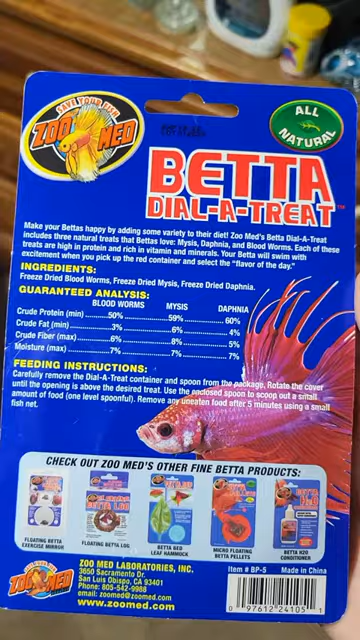 SAVE YOUR FISH
ZOO MED
ALL
NATURAL
BETTA
DIAL-A-TREAT™
Make your Bettas happy by adding some variety to their diet! Zoo Med's Betta Dial-A-Treat
includes three natural treats that Bettas love: Mysis, Daphnia, and Blood Worms. Each of these
treats are high in protein and rich in vitamin and minerals. Your Betta will swim with
excitement when you pick up the red container and select the "flavor of the day."
INGREDIENTS:
Freeze Dried Blood Worms, Freeze Dried Mysis, Freeze Dried Daphnia.
GUARANTEED ANALYSIS:
BLOOD WORMS MYSIS DAPHNIA
Crude Protein (min) 50% 59% 60%
Crude Fat (min) 3% 6% 4%
Crude Fiber (max) 6% 8% 5%
Moisture (max) 7% 7% 7%
FEEDING INSTRUCTIONS:
Carefully remove the Dial-A-Treat container and spoon from the package. Rotate the cover
until the opening is above the desired treat. Use the enclosed spoon to scoop out a small
amount of food (one level spoonful). Remove any uneaten food after 5 minutes using a small
fish net.
CHECK OUT ZOO MED'S OTHER FINE BETTA PRODUCTS:
FLOATING BETTA
EXERCISE MIRROR
FLOATING BETTA LOG
BETTA BED
LEAF HAMMOCK
MICRO FLOATING
BETTA PELLETS
BETTA H2O
CONDITIONER
ZOO MED
ZOO MED LABORATORIES, INC.
3650 Sacramento Dr.
San Luis Obispo, CA 93401
Phone: 805-542-9988
email: zoomed@zoomed.com
www.zoomed.com
Item # BP-5 Made in China
0 97612 24105 1